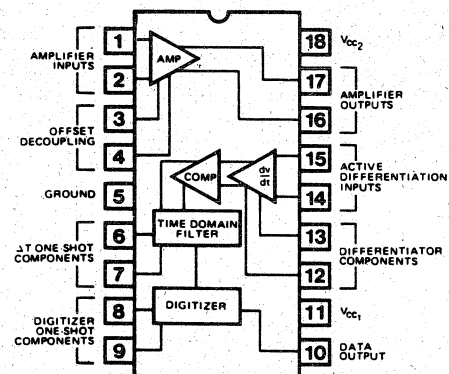 AMPLIFIER
INPUTS
OFFSET
DECOUPLING
GROUND
ΔT ONE-SHOT
COMPONENTS
DIGITIZER
ONE-SHOT
COMPONENTS
1
2
3
4
5
6
7
8
9
AMP
COMP
dv
dt
TIME DOMAIN
FILTER
DIGITIZER
18
17
16
15
14
13
12
11
10
VCC2
AMPLIFIER
OUTPUTS
ACTIVE
DIFFERENTIATION
INPUTS
DIFFERENTIATOR
COMPONENTS
VCC1
DATA
OUTPUT